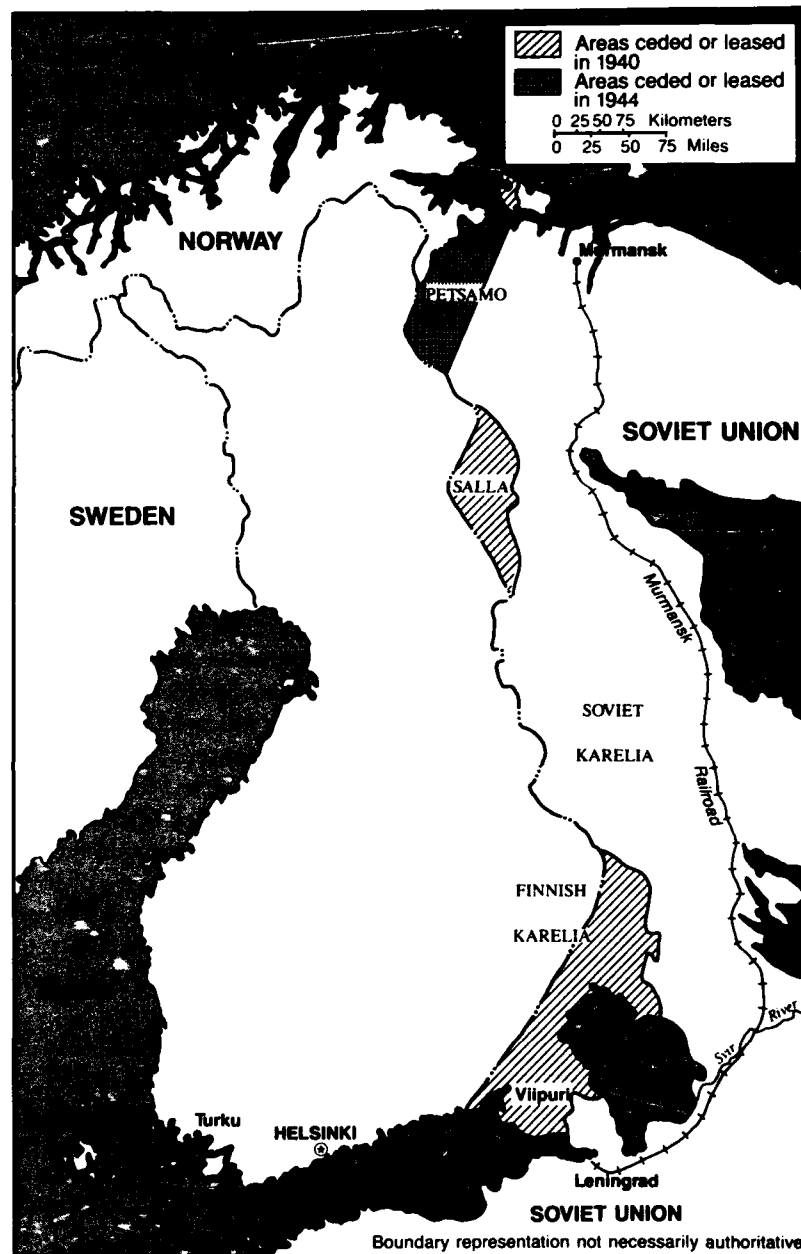 Areas ceded or leased
in 1940
Areas ceded or leased
in 1944
0 25 50 75 Kilometers
0 25 50 75 Miles
NORWAY
Murmansk
PETSAMO
SOVIET UNION
SALLA
SWEDEN
Murmansk
Railroad
SOVIET
KARELIA
FINNISH
KARELIA
Svir River
Viipuri
Turku
HELSINKI
Leningrad
SOVIET UNION
Boundary representation not necessarily authoritative